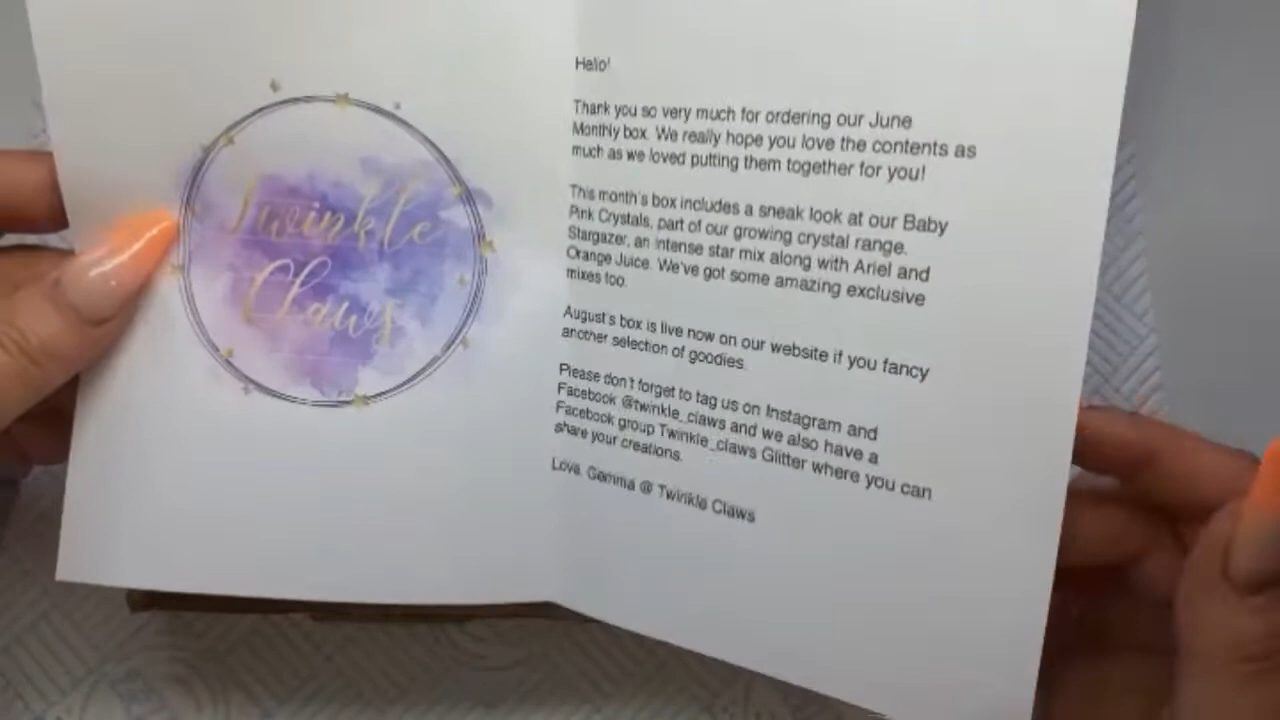 Twinkle
Claws
Hello!
Thank you so very much for ordering our June
Monthly box. We really hope you love the contents as
much as we loved putting them together for you!
This month's box includes a sneak look at our Baby
Pink Crystals, part of our growing crystal range.
Stargazer, an intense star mix along with Ariel and
Orange Juice. We've got some amazing exclusive
mixes too.
August's box is live now on our website if you fancy
another selection of goodies.
Please don't forget to tag us on Instagram and
Facebook @twinkle_claws and we also have a
Facebook group Twinkle_claws Glitter where you can
share your creations.
Love, Gemma @ Twinkle Claws